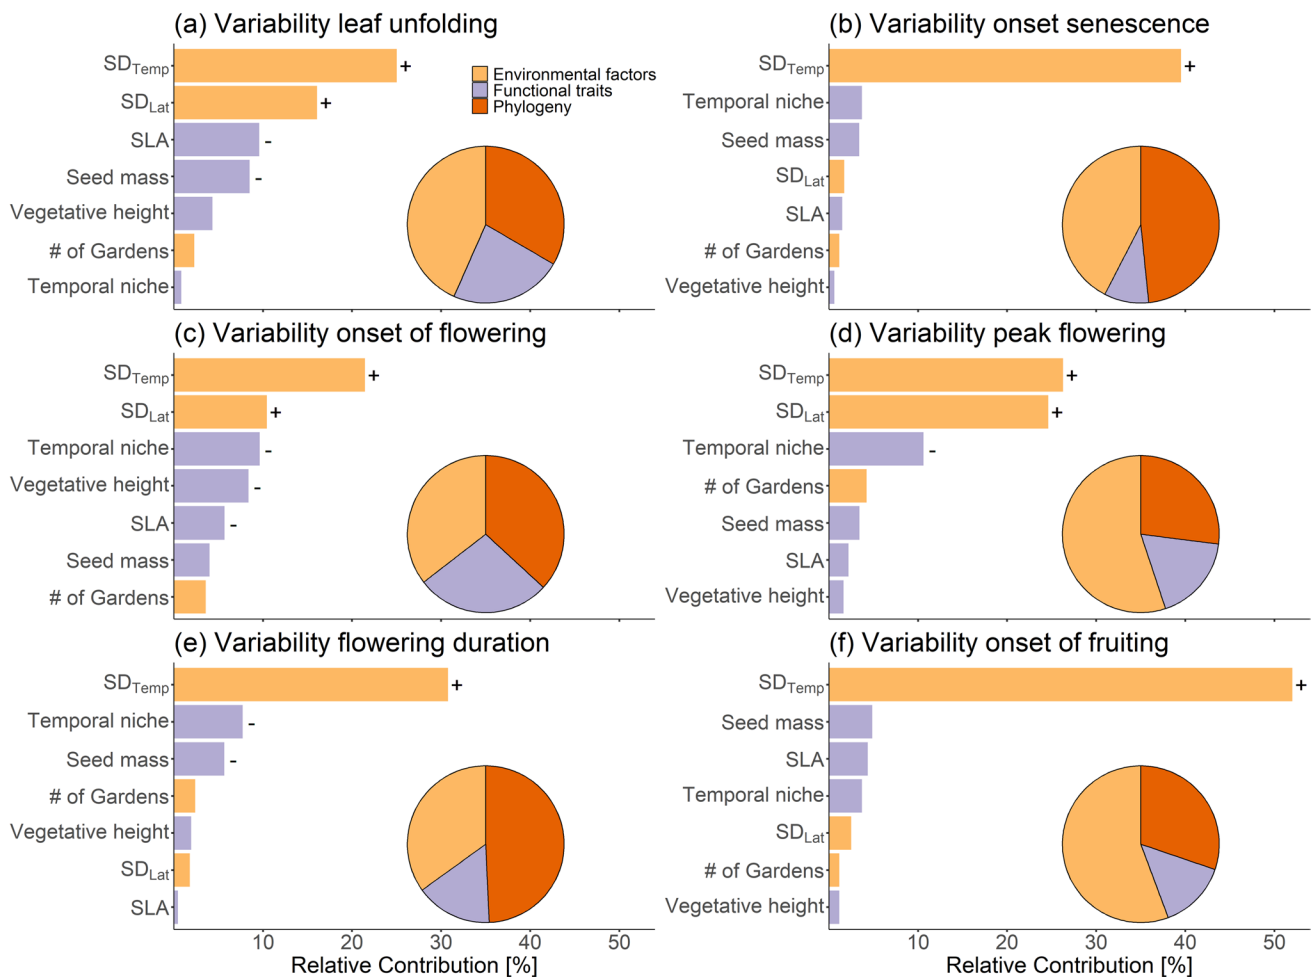 (a) Variability leaf unfolding
SDTemp
+
SDLat
+
SLA
-
Seed mass
-
Vegetative height
# of Gardens
Temporal niche
Environmental factors
Functional traits
Phylogeny
(b) Variability onset senescence
SDTemp
+
Temporal niche
Seed mass
SDLat
SLA
# of Gardens
Vegetative height
(c) Variability onset of flowering
SDTemp
+
SDLat
+
Temporal niche
-
Vegetative height
-
SLA
-
Seed mass
# of Gardens
(d) Variability peak flowering
SDTemp
+
SDLat
+
Temporal niche
-
# of Gardens
Seed mass
SLA
Vegetative height
(e) Variability flowering duration
SDTemp
+
Temporal niche
-
Seed mass
-
# of Gardens
Vegetative height
SDLat
SLA
10 20 30 40 50
Relative Contribution [%]
(f) Variability onset of fruiting
SDTemp
+
Seed mass
SLA
Temporal niche
SDLat
# of Gardens
Vegetative height
10 20 30 40 50
Relative Contribution [%]